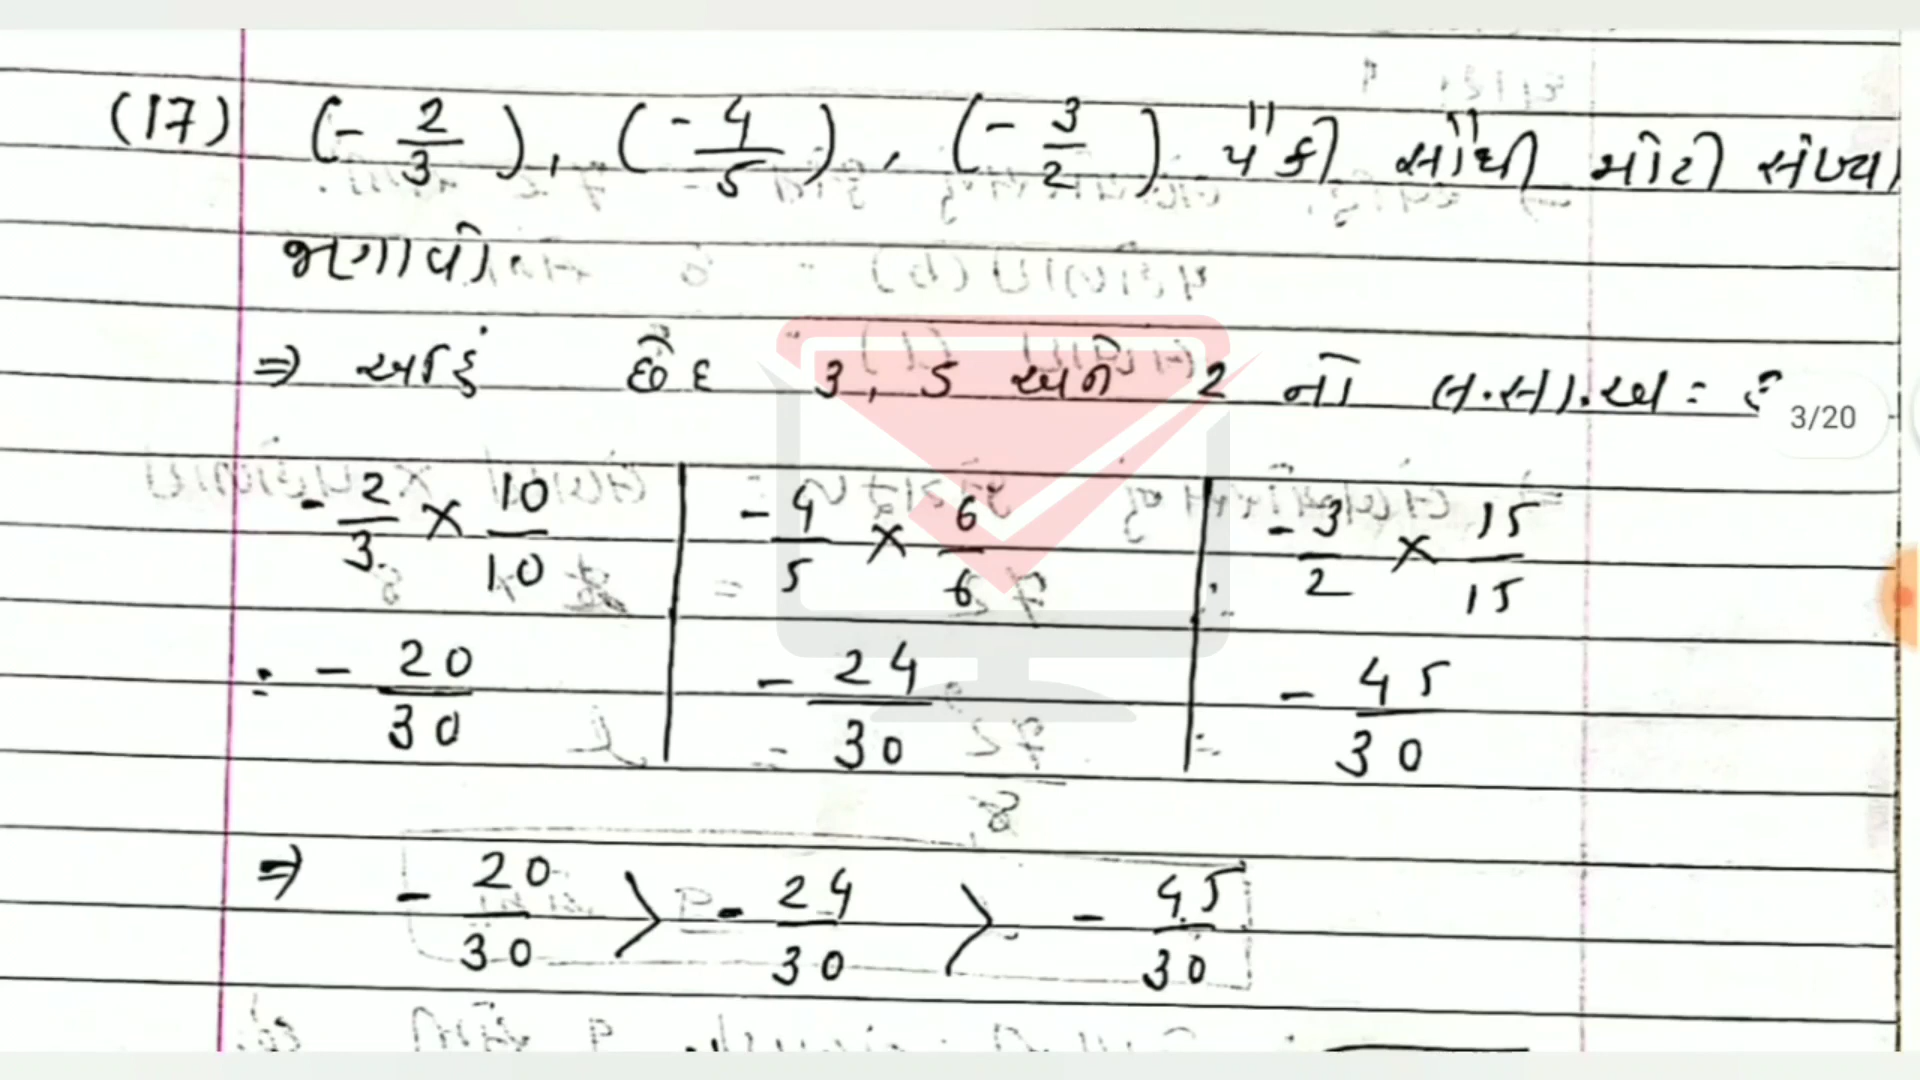 (17) (- 2/3), (- 4/5), (- 3/2) પૈકી સૌથી મોટી સંખ્યા
જણાવો.
⇒ અહિં છેદ 3, 5 અને 2 નો લ.સા.અ =
3/20
- 2/3 × 10/10 | - 4/5 × 6/6 | - 3/2 × 15/15
= - 20/30 | - 24/30 | - 45/30
⇒ - 20/30 > - 24/30 > - 45/30